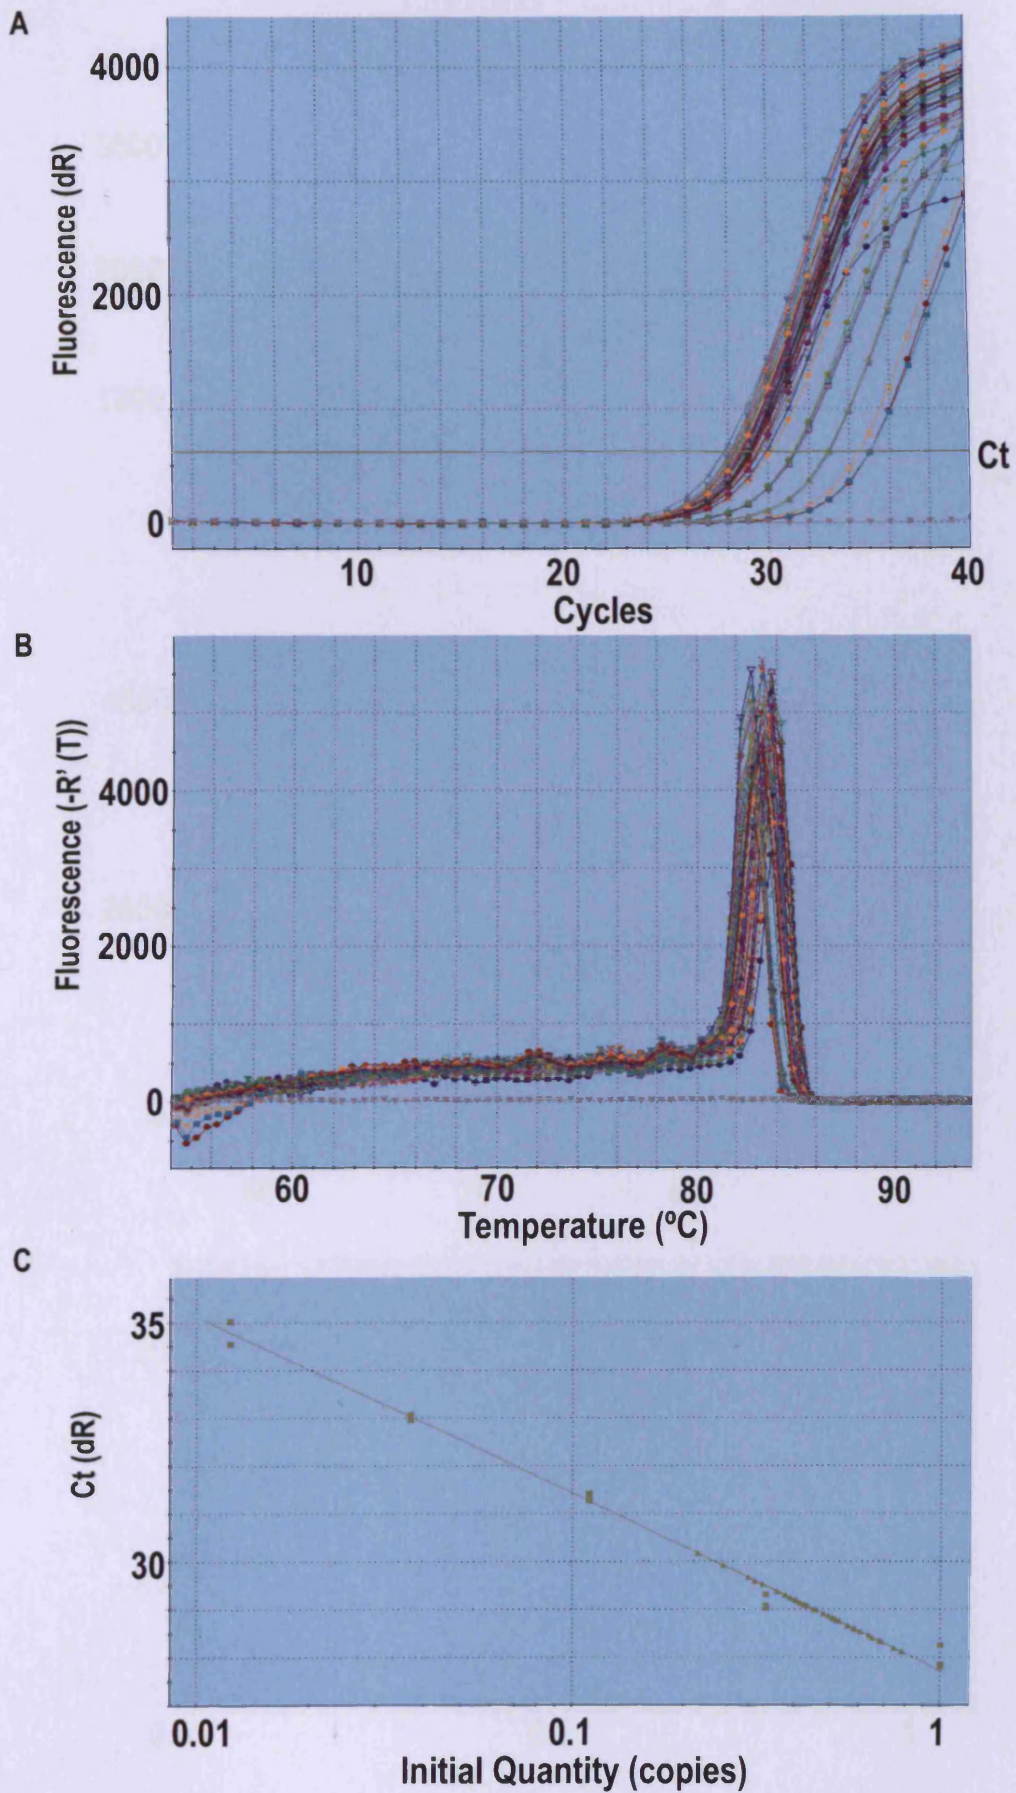 A
Fluorescence (dR)
4000
2000
0
Ct
10 20 30 40
Cycles
B
Fluorescence (-R' (T))
4000
2000
0
60 70 80 90
Temperature (ºC)
C
Ct (dR)
35
30
0.01 0.1 1
Initial Quantity (copies)